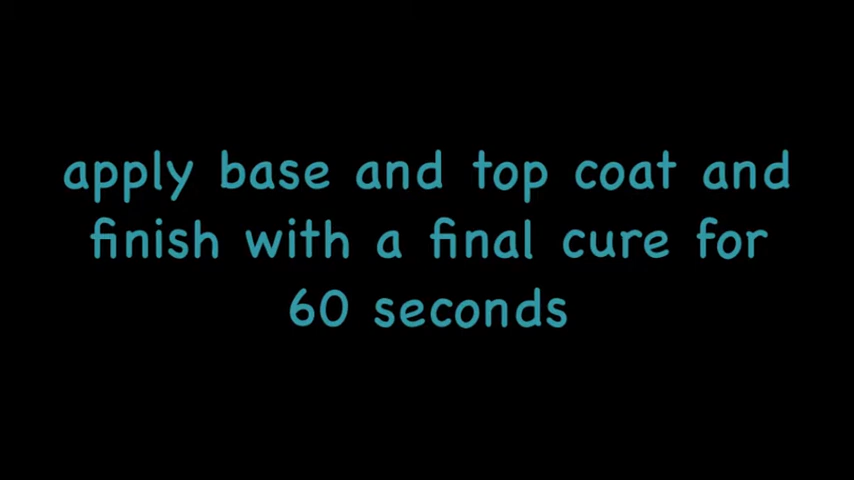 apply base and top coat and
finish with a final cure for
60 seconds